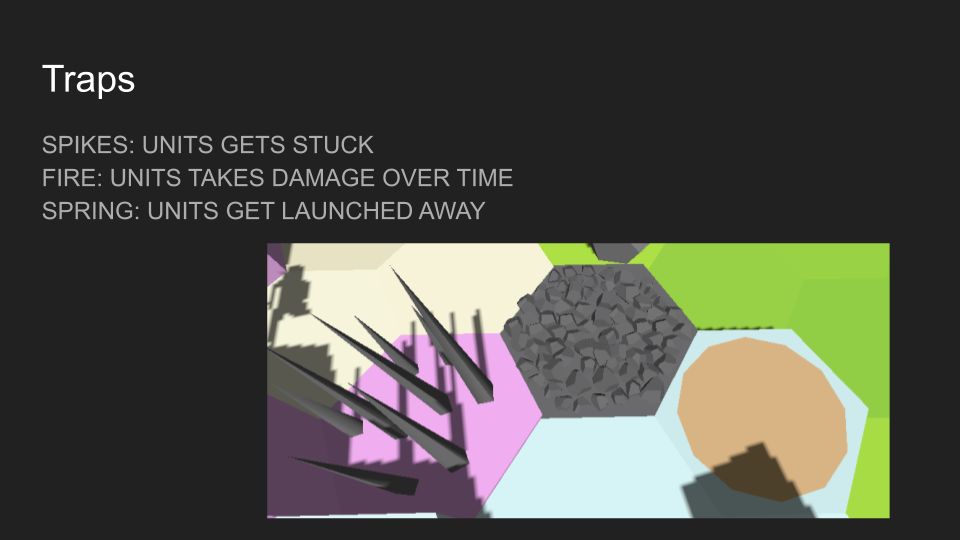 Traps
SPIKES: UNITS GETS STUCK
FIRE: UNITS TAKES DAMAGE OVER TIME
SPRING: UNITS GET LAUNCHED AWAY